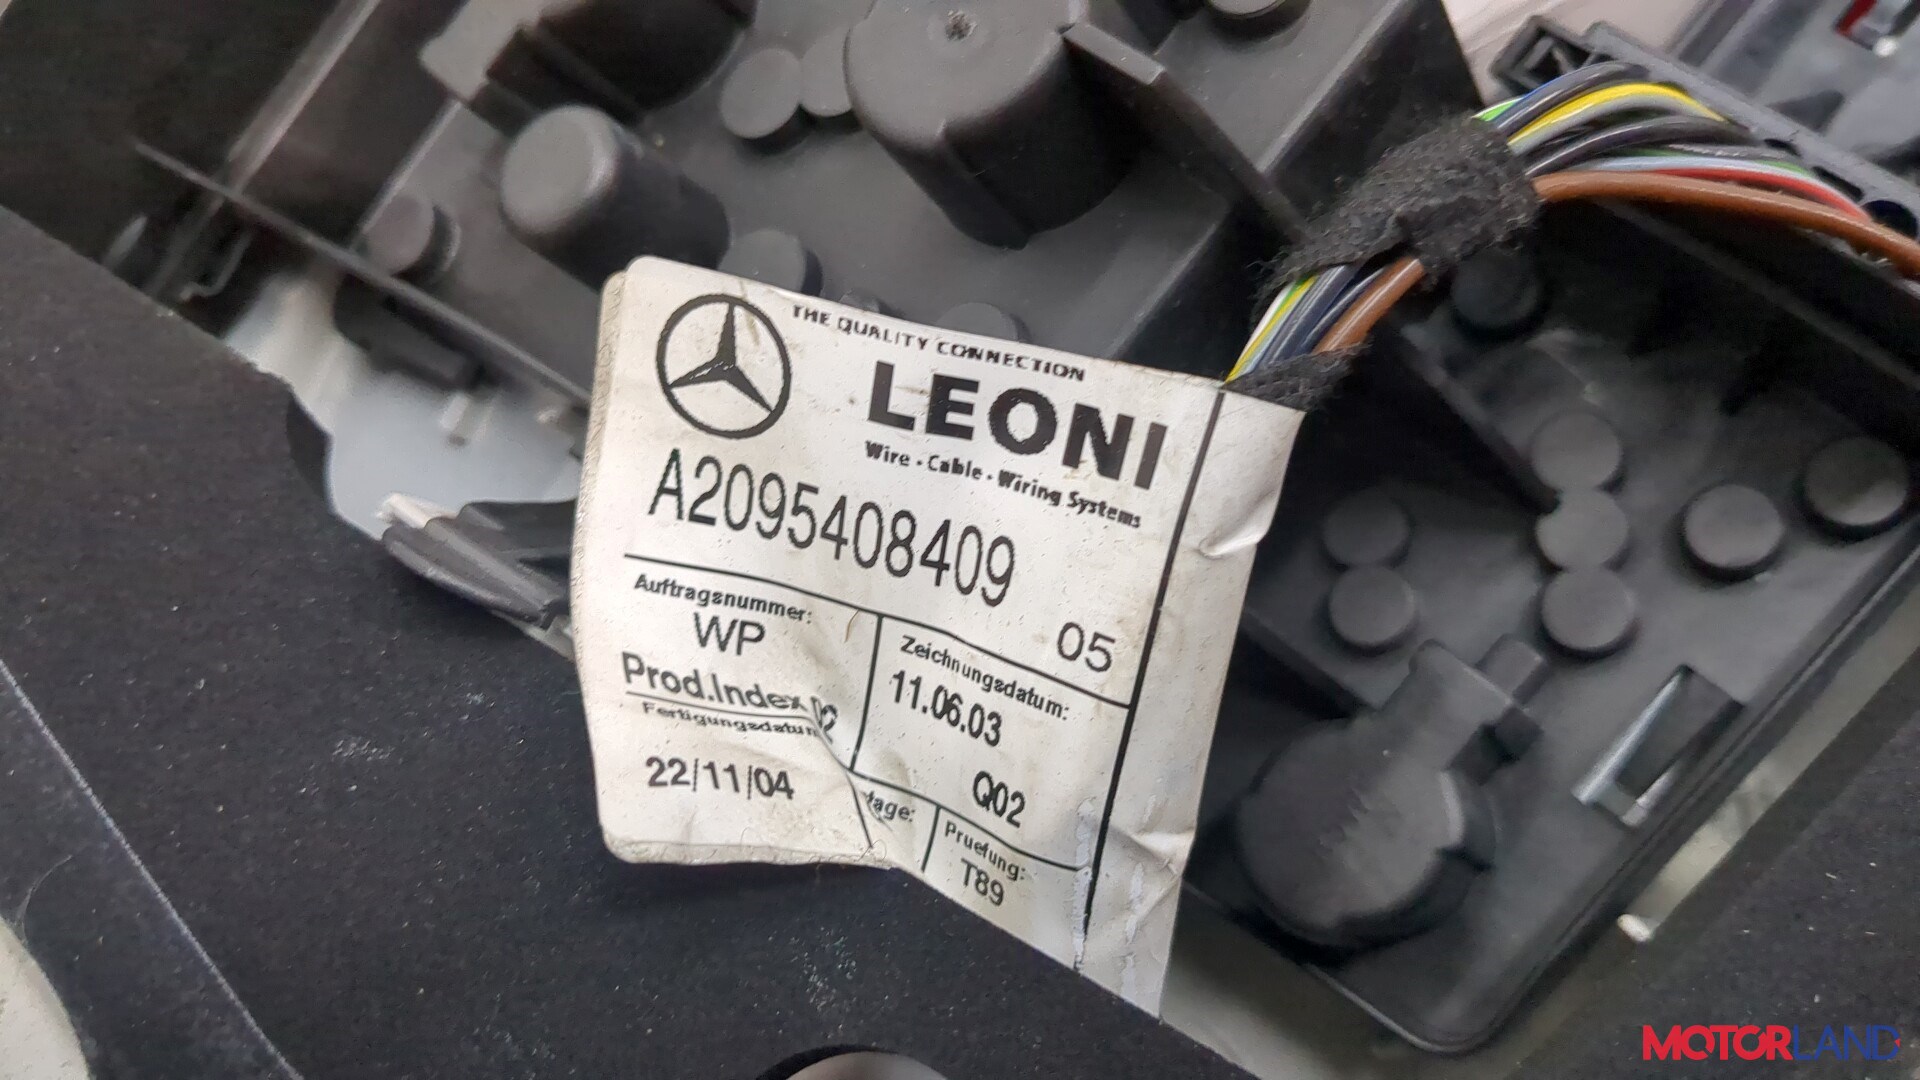 THE QUALITY CONNECTION
LEONI
Wire · Cable · Wiring Systems
A2095408409
05
Auftragsnummer:
WP
Prod.Index
Fertigungsdatum
22/11/04
Zeichnungsdatum:
11.06.03
Q02
Pruefung:
T89
MOTORLAND